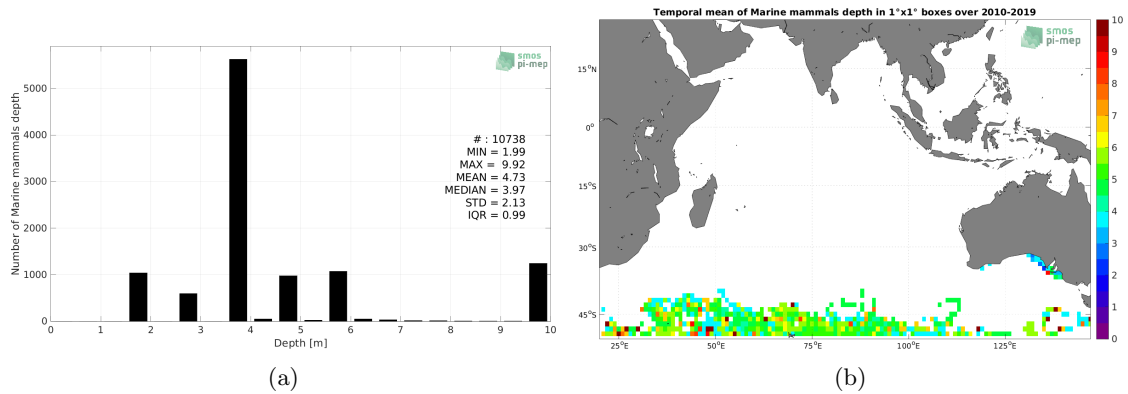 smos
pi-mep
Number of Marine mammals depth
5000
4000
3000
2000
1000
0
# : 10738
MIN = 1.99
MAX = 9.92
MEAN = 4.73
MEDIAN = 3.97
STD = 2.13
IQR = 0.99
0 1 2 3 4 5 6 7 8 9 10
Depth [m]
(a)
Temporal mean of Marine mammals depth in 1°x1° boxes over 2010-2019
smos
pi-mep
15°N
0°
15°S
30°S
45°S
25°E 50°E 75°E 100°E 125°E
10
9
8
7
6
5
4
3
2
1
0
(b)